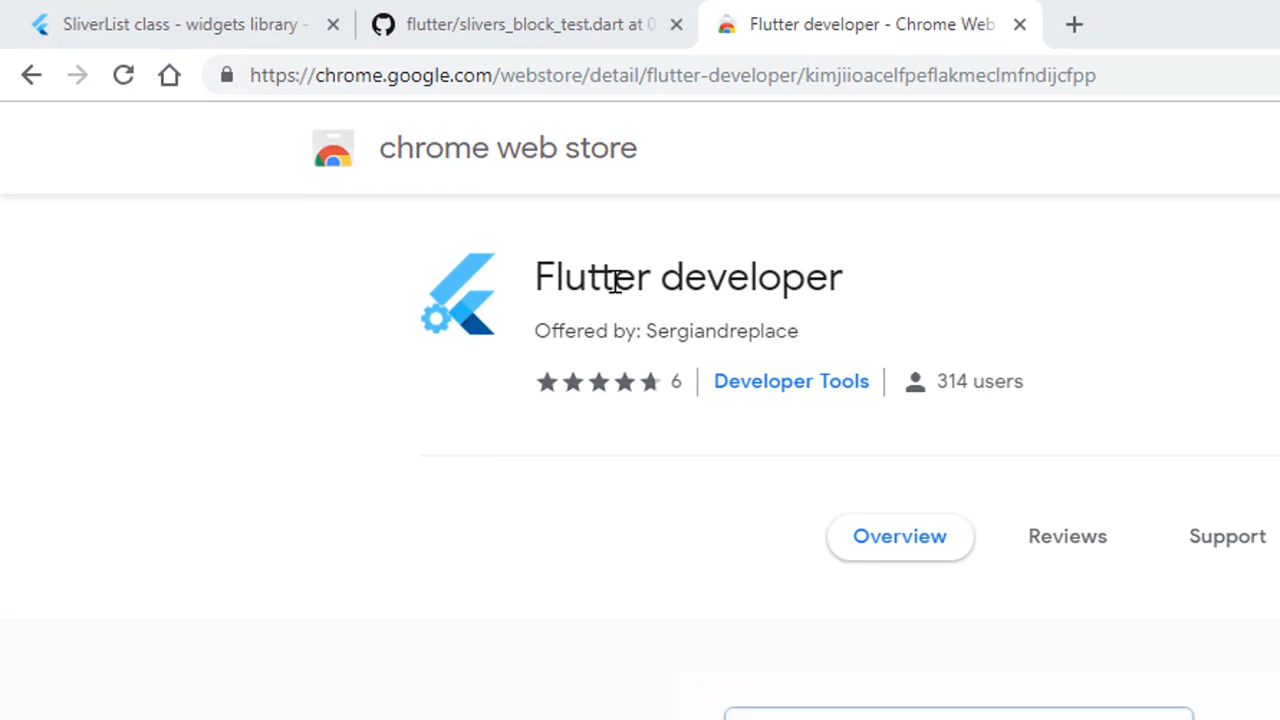 SliverList class - widgets library -
flutter/slivers_block_test.dart at 0
Flutter developer - Chrome Web
https://chrome.google.com/webstore/detail/flutter-developer/kimjiioacelfpeflakmeclmfndijcfpp
chrome web store
Flutter developer
Offered by: Sergiandreplace
6
Developer Tools
314 users
Overview
Reviews
Support